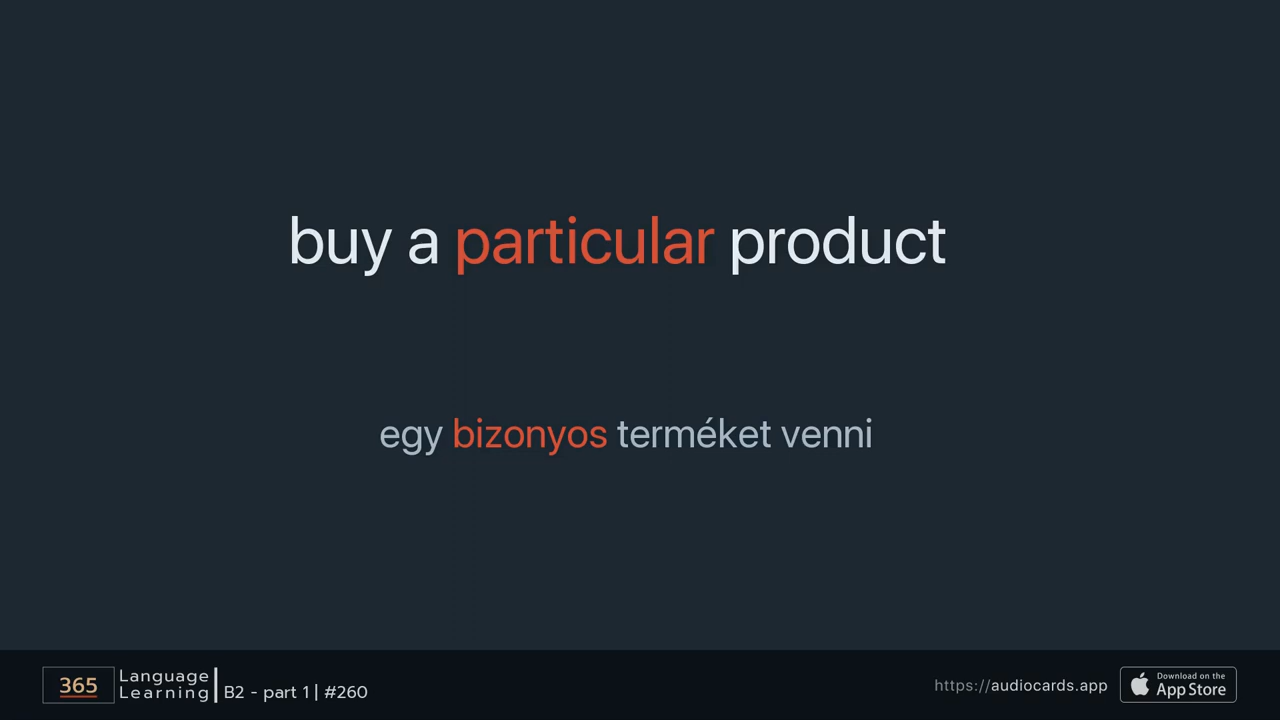 buy a particular product
egy bizonyos terméket venni
365
Language
Learning
B2 - part 1 | #260
https://audiocards.app
Download on the
App Store